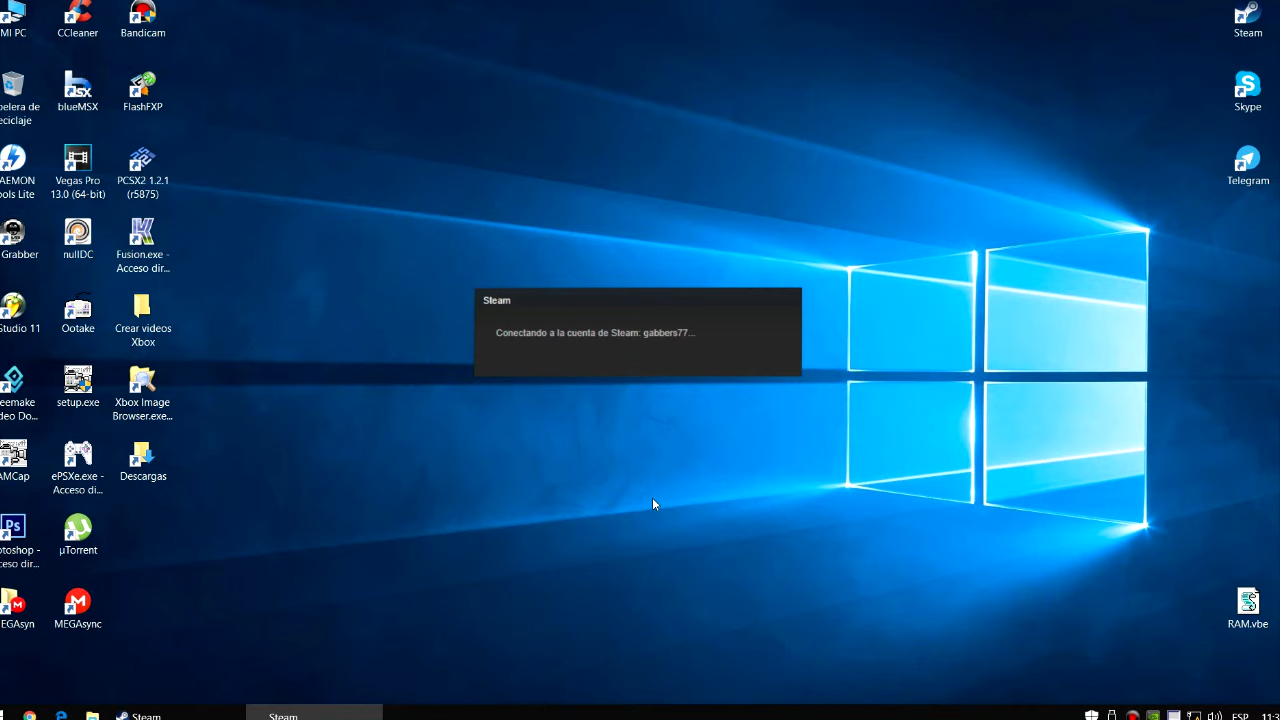 MI PC
CCleaner
Bandicam
Steam
pelera de
eciclaje
blueMSX
FlashFXP
Skype
AEMON
ools Lite
Vegas Pro
13.0 (64-bit)
PCSX2 1.2.1
(r5875)
Telegram
Grabber
nullDC
Fusion.exe -
Acceso dir...
Steam
Conectando a la cuenta de Steam: gabbers77...
Studio 11
Ootake
Crear videos
Xbox
eemake
deo Do...
setup.exe
Xbox Image
Browser.exe...
AMCap
ePSXe.exe -
Acceso di...
Descargas
otoshop -
ceso dir...
µTorrent
EGAsyn
MEGAsync
RAM.vbe
Steam
Steam
ESP
11:3